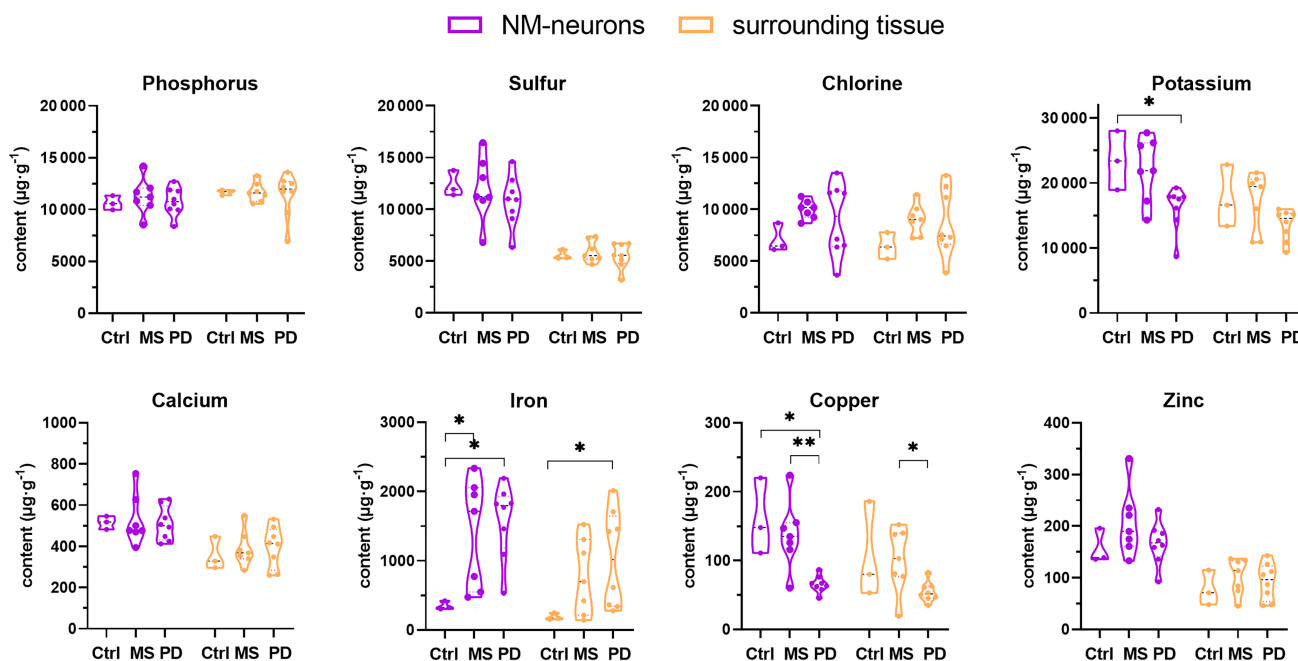 NM-neurons surrounding tissue
Phosphorus
content (µg·g⁻¹)
20 000
15 000
10 000
5000
0
Ctrl MS PD Ctrl MS PD
Sulfur
content (µg·g⁻¹)
20 000
15 000
10 000
5000
0
Ctrl MS PD Ctrl MS PD
Chlorine
content (µg·g⁻¹)
20 000
15 000
10 000
5000
0
Ctrl MS PD Ctrl MS PD
Potassium
content (µg·g⁻¹)
30 000
20 000
10 000
0
*
Ctrl MS PD Ctrl MS PD
Calcium
content (µg·g⁻¹)
1000
800
600
400
200
0
Ctrl MS PD Ctrl MS PD
Iron
content (µg·g⁻¹)
3000
2000
1000
0
*
*
*
Ctrl MS PD Ctrl MS PD
Copper
content (µg·g⁻¹)
400
300
200
100
0
*
**
*
Ctrl MS PD Ctrl MS PD
Zinc
content (µg·g⁻¹)
400
300
200
100
0
Ctrl MS PD Ctrl MS PD